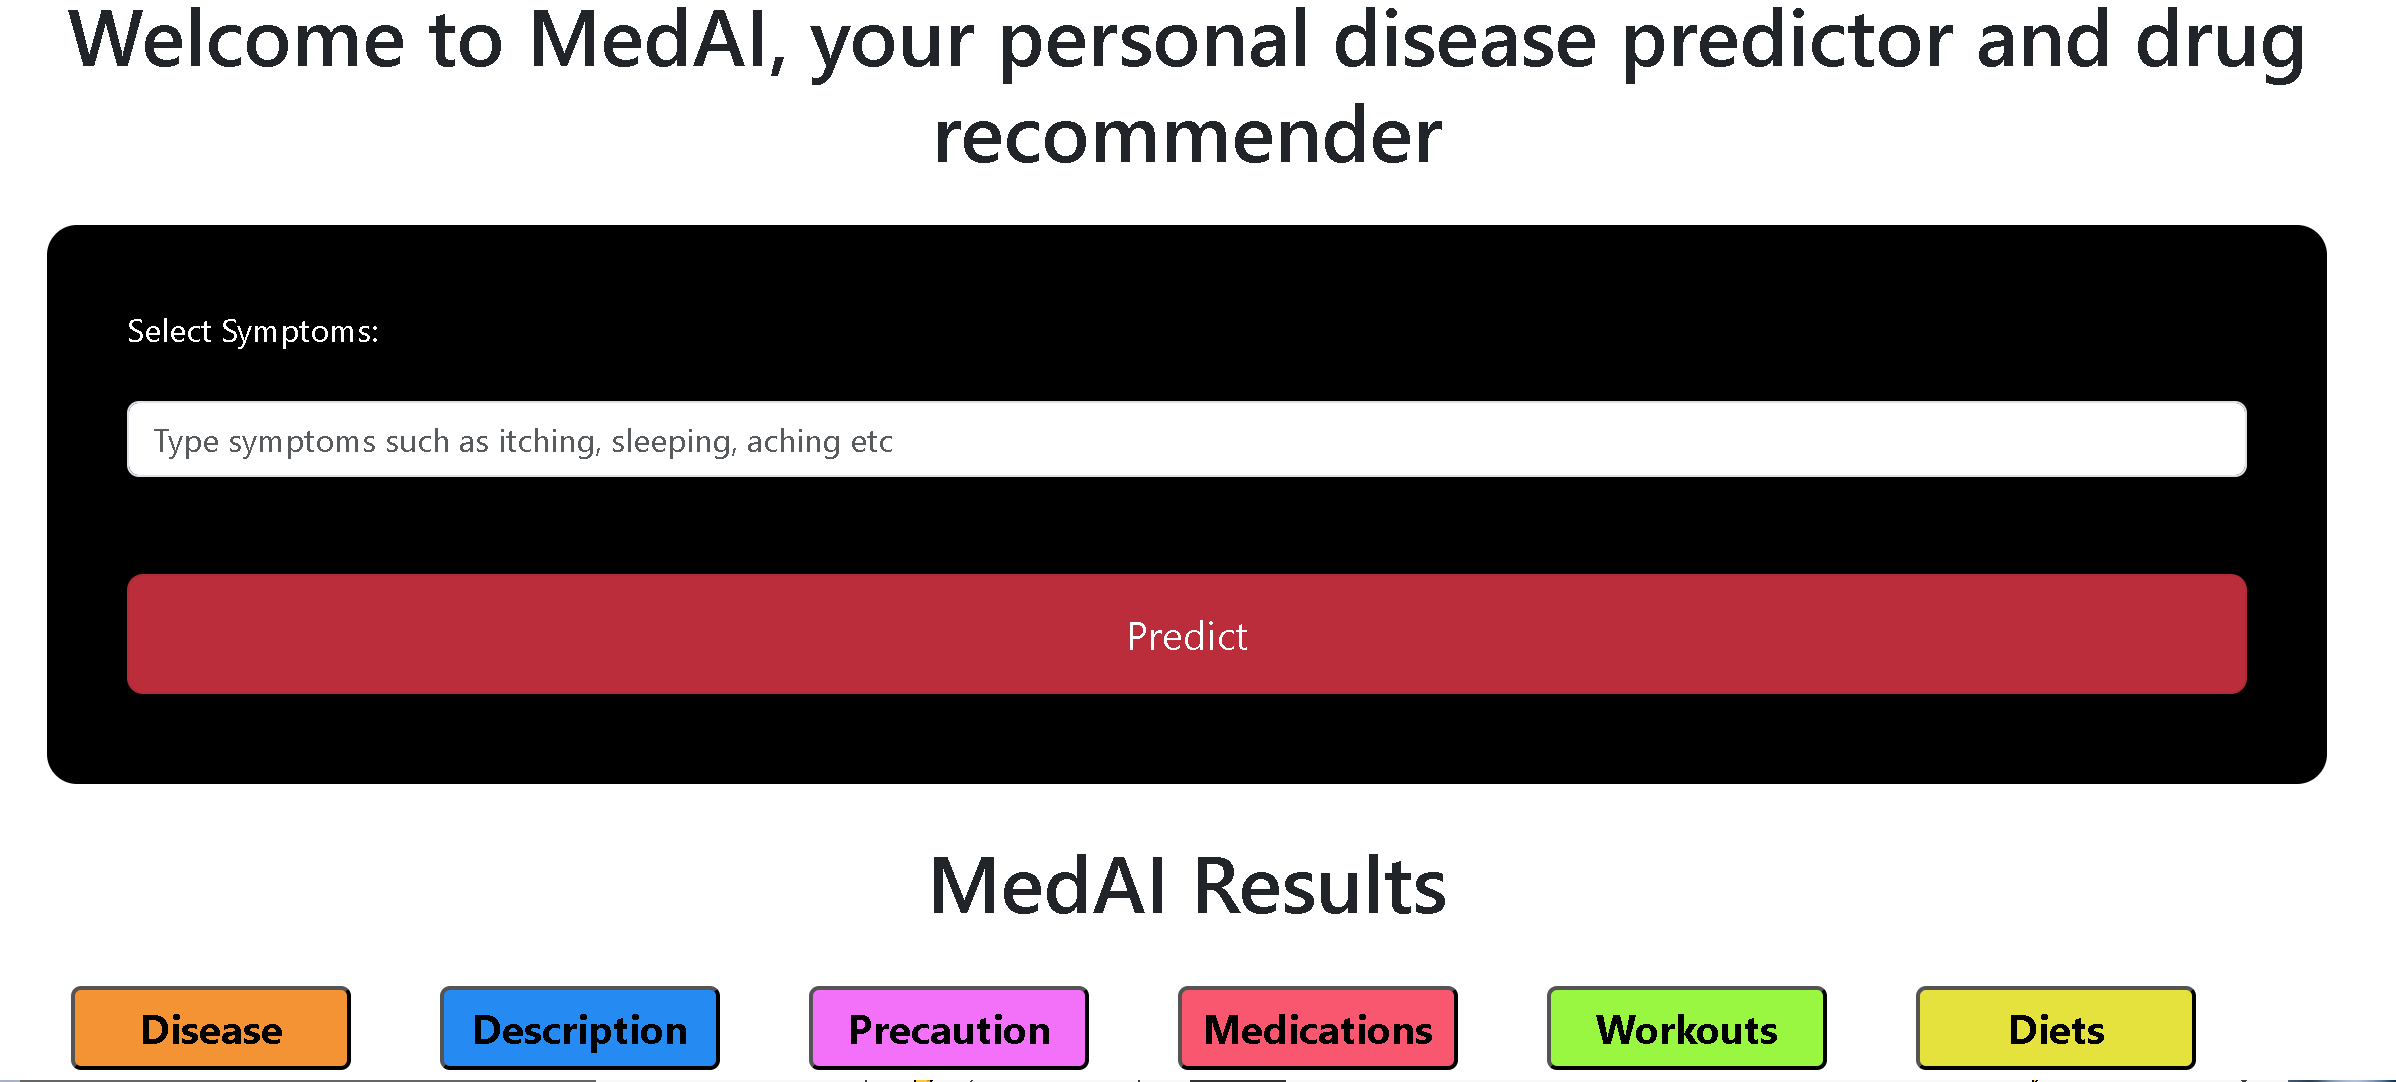 Welcome to MedAI, your personal disease predictor and drug
recommender
Select Symptoms:
Type symptoms such as itching, sleeping, aching etc
Predict
MedAI Results
Disease
Description
Precaution
Medications
Workouts
Diets